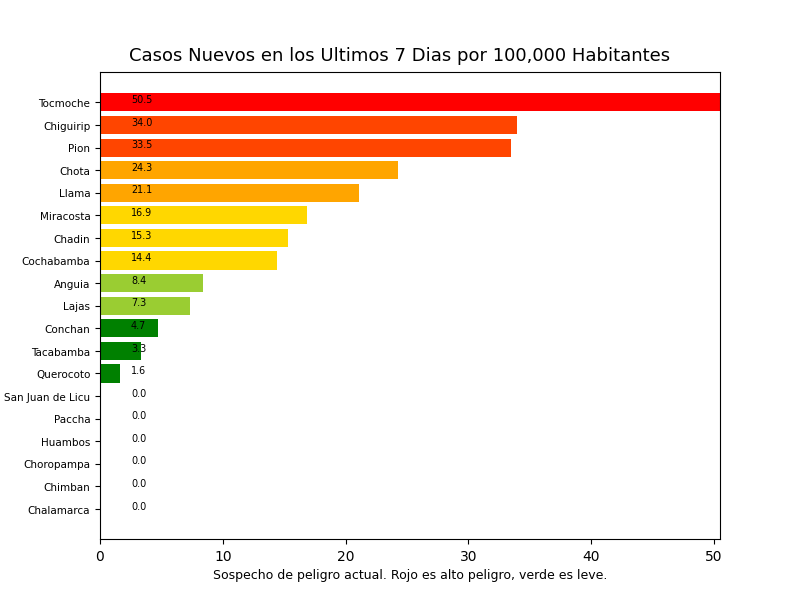 Casos Nuevos en los Ultimos 7 Dias por 100,000 Habitantes
Tocmoche 50.5
Chiguirip 34.0
Pion 33.5
Chota 24.3
Llama 21.1
Miracosta 16.9
Chadin 15.3
Cochabamba 14.4
Anguia 8.4
Lajas 7.3
Conchan 4.7
Tacabamba 3.3
Querocoto 1.6
San Juan de Licu 0.0
Paccha 0.0
Huambos 0.0
Choropampa 0.0
Chimban 0.0
Chalamarca 0.0
0 10 20 30 40 50
Sospecho de peligro actual. Rojo es alto peligro, verde es leve.